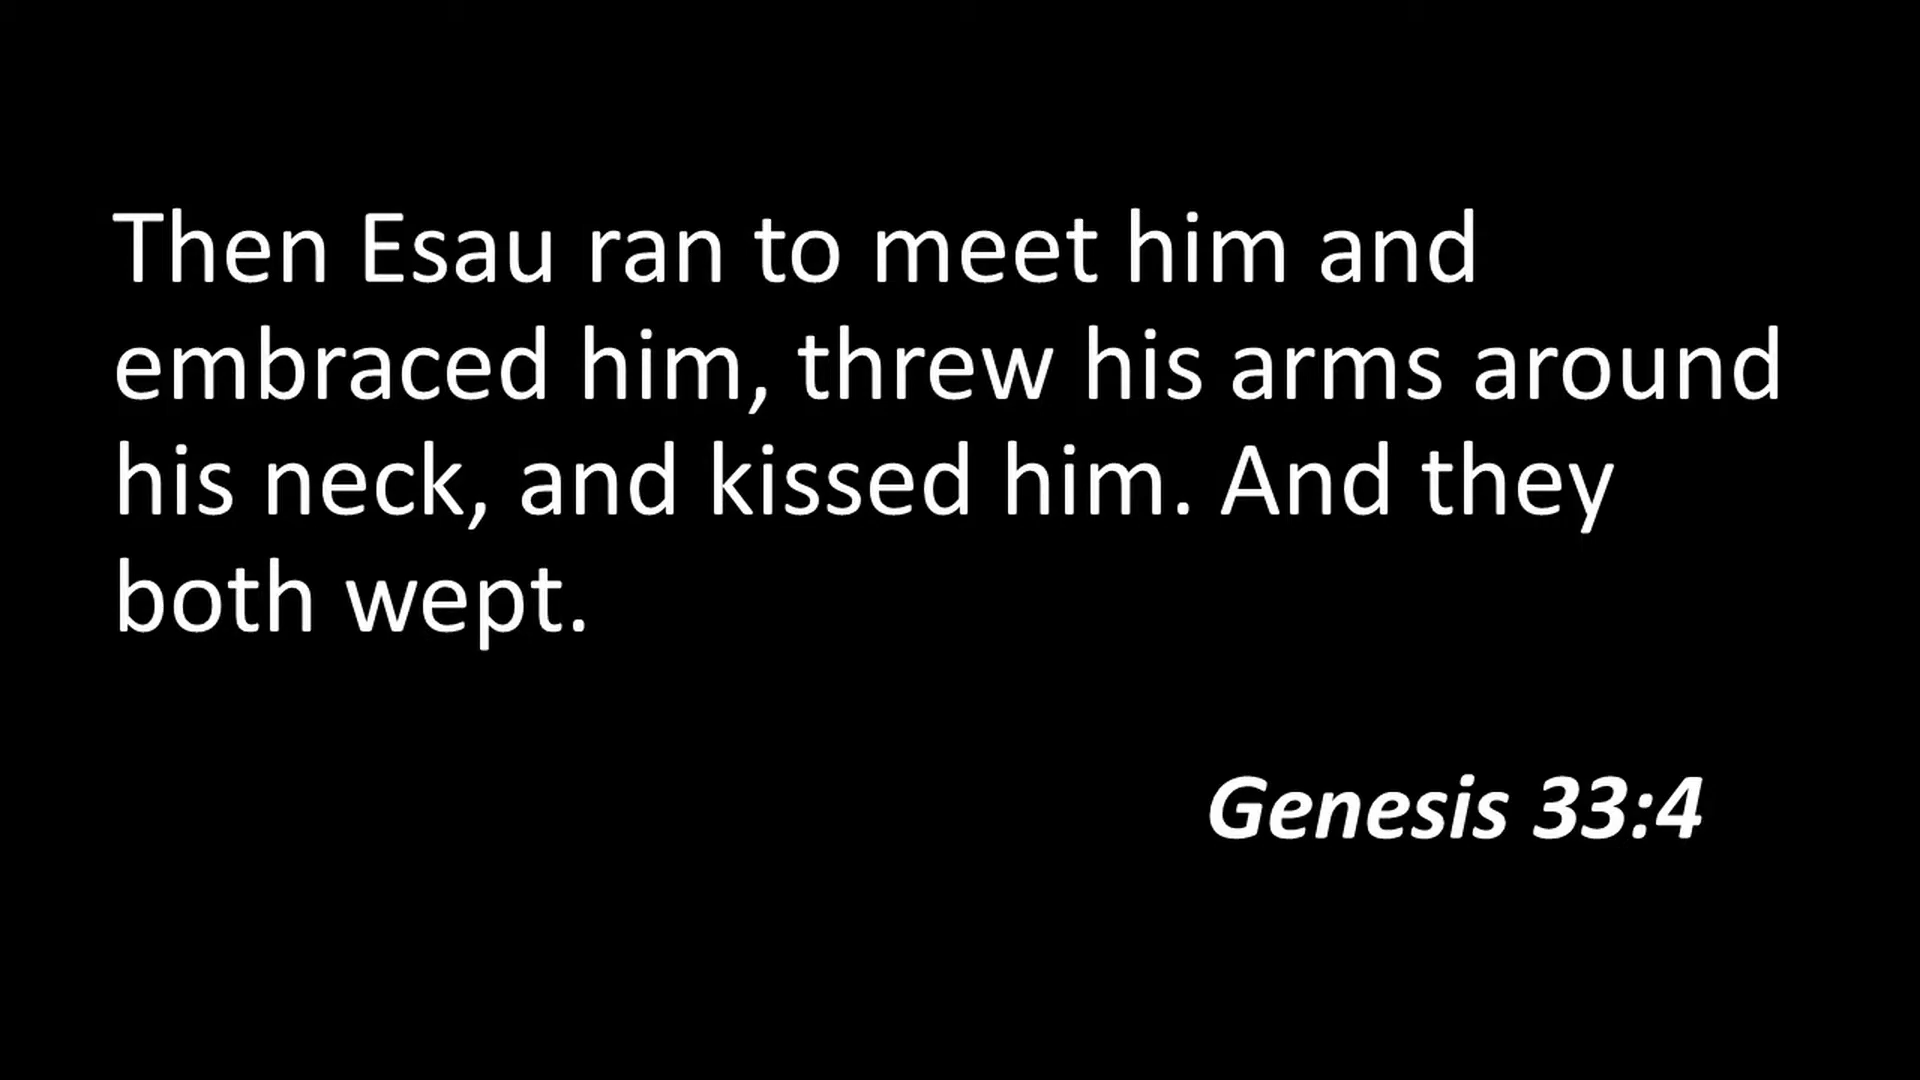 Then Esau ran to meet him and
embraced him, threw his arms around
his neck, and kissed him. And they
both wept.
Genesis 33:4